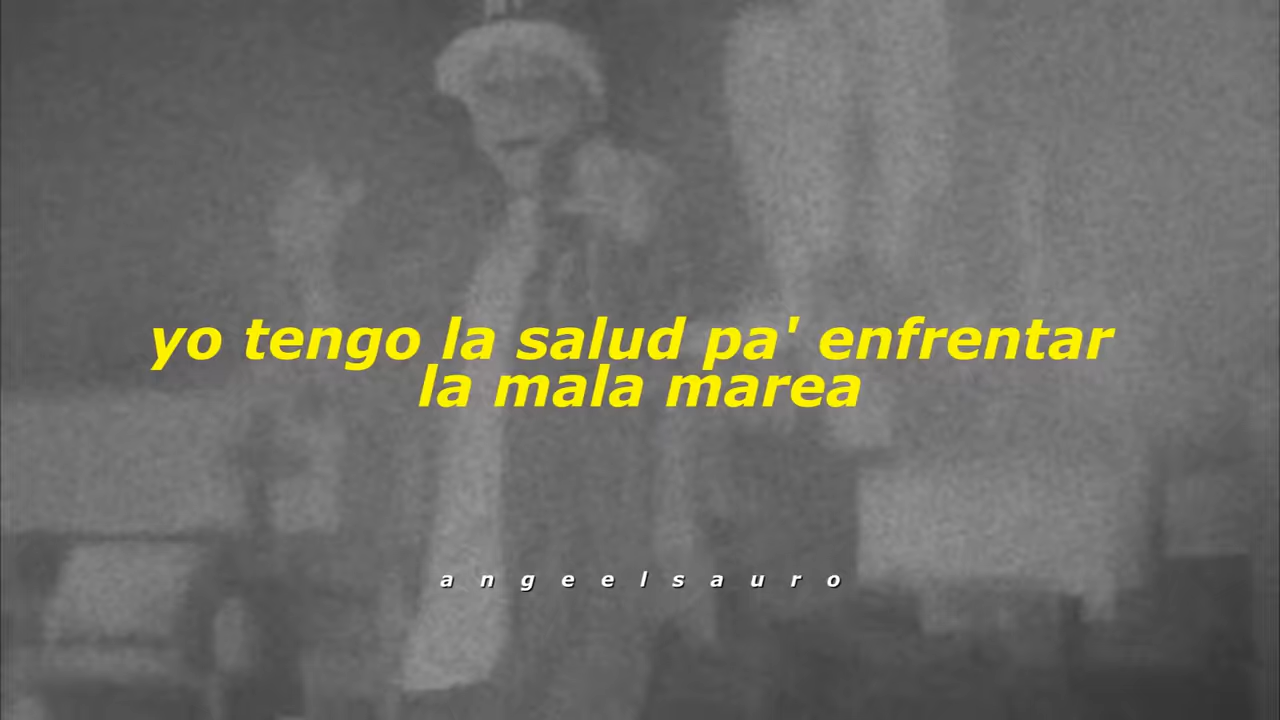 yo tengo la salud pa' enfrentar
la mala marea
a n g e e l s a u r o